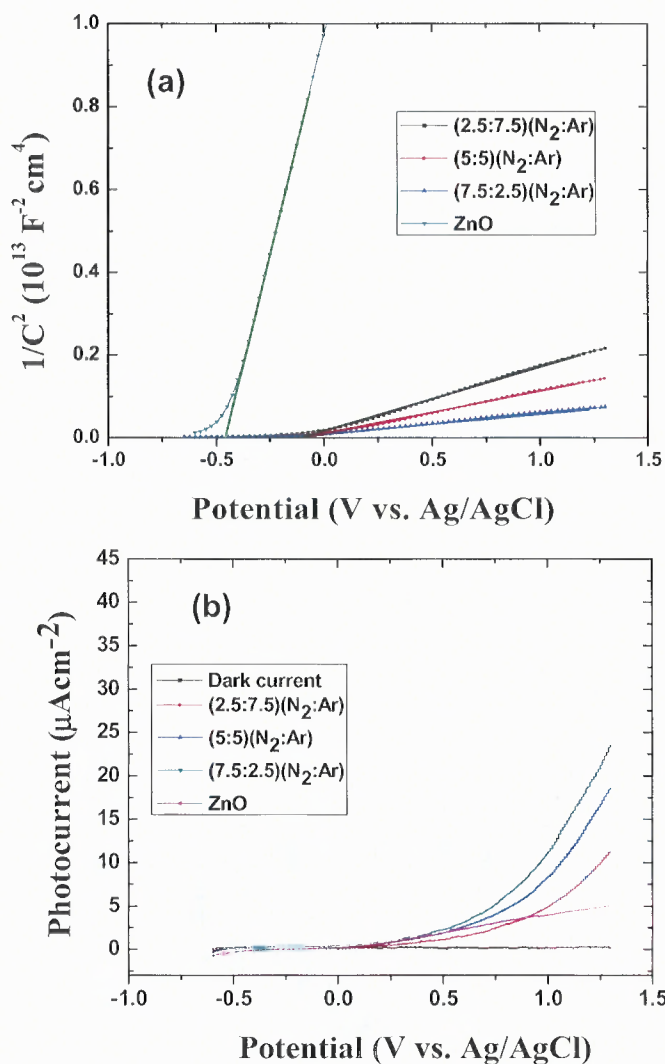 (a)
1.0
0.8
0.6
0.4
0.2
0.0
1/C² (10¹³ F⁻² cm⁴)
(2.5:7.5)(N₂:Ar)
(5:5)(N₂:Ar)
(7.5:2.5)(N₂:Ar)
ZnO
-1.0 -0.5 0.0 0.5 1.0 1.5
Potential (V vs. Ag/AgCl)
(b)
45
40
35
30
25
20
15
10
5
0
Photocurrent (μAcm⁻²)
Dark current
(2.5:7.5)(N₂:Ar)
(5:5)(N₂:Ar)
(7.5:2.5)(N₂:Ar)
ZnO
-1.0 -0.5 0.0 0.5 1.0 1.5
Potential (V vs. Ag/AgCl)